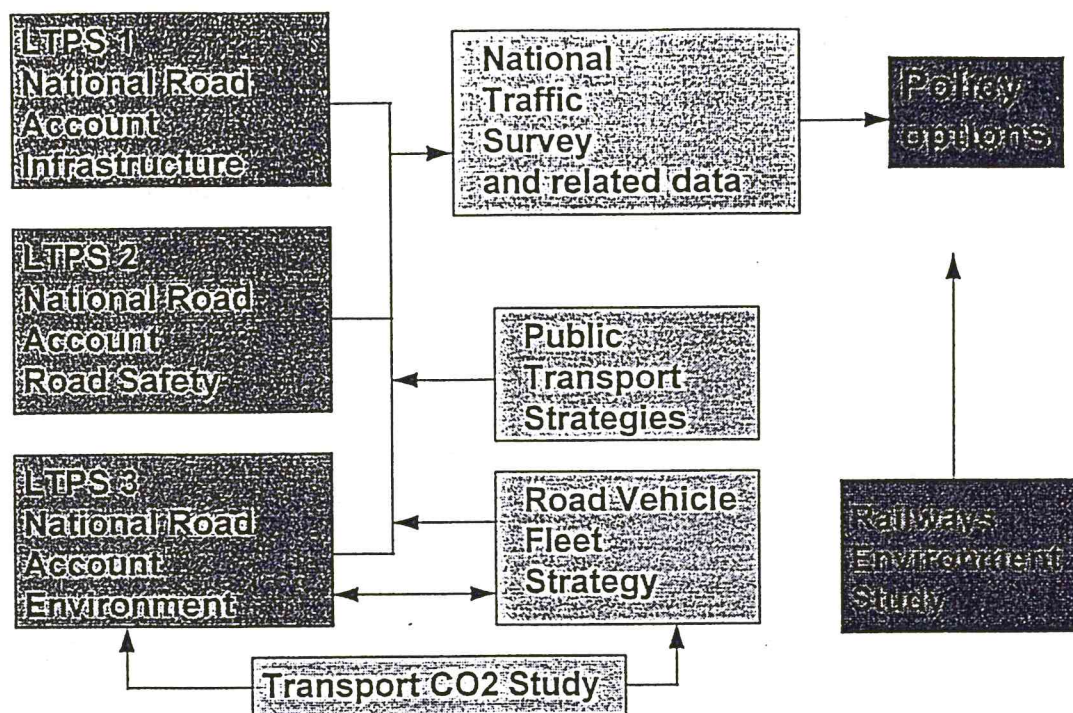 LTPS 1
National Road
Account
Infrastructure
National
Traffic
Survey
and related data
Policy
options
LTPS 2
National Road
Account
Road Safety
Public
Transport
Strategies
LTPS 3
National Road
Account
Environment
Road Vehicle
Fleet
Strategy
Railways
Environment
Study
Transport CO2 Study